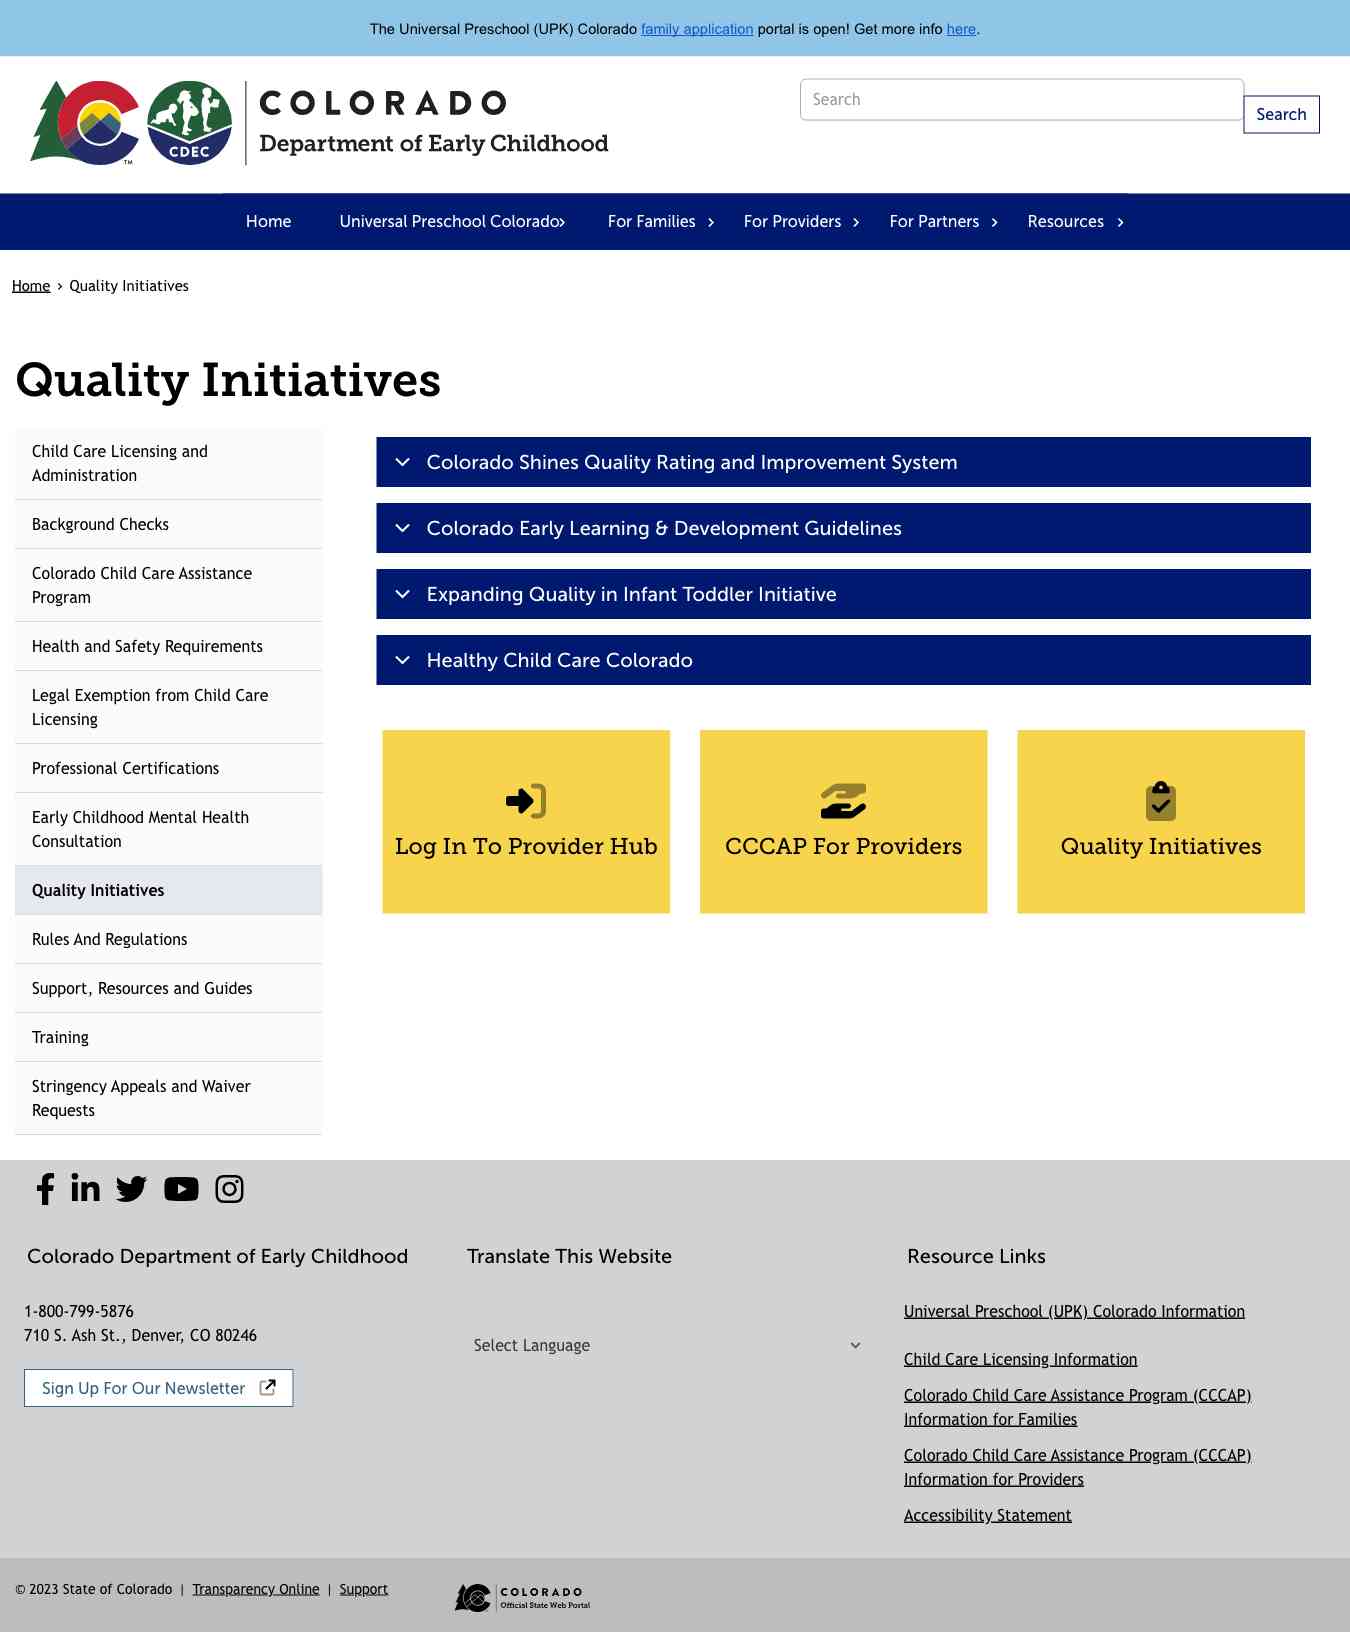 The Universal Preschool (UPK) Colorado family application portal is open! Get more info here.
CDEC
TM
COLORADO
Department of Early Childhood
Search
Search
Home
Universal Preschool Colorado
For Families
For Providers
For Partners
Resources
Home › Quality Initiatives
Quality Initiatives
Child Care Licensing and
Administration
Background Checks
Colorado Child Care Assistance
Program
Health and Safety Requirements
Legal Exemption from Child Care
Licensing
Professional Certifications
Early Childhood Mental Health
Consultation
Quality Initiatives
Rules And Regulations
Support, Resources and Guides
Training
Stringency Appeals and Waiver
Requests
Colorado Shines Quality Rating and Improvement System
Colorado Early Learning & Development Guidelines
Expanding Quality in Infant Toddler Initiative
Healthy Child Care Colorado
Log In To Provider Hub
CCCAP For Providers
Quality Initiatives
Colorado Department of Early Childhood
1-800-799-5876
710 S. Ash St., Denver, CO 80246
Sign Up For Our Newsletter
Translate This Website
Select Language
Resource Links
Universal Preschool (UPK) Colorado Information
Child Care Licensing Information
Colorado Child Care Assistance Program (CCCAP)
Information for Families
Colorado Child Care Assistance Program (CCCAP)
Information for Providers
Accessibility Statement
© 2023 State of Colorado | Transparency Online | Support
COLORADO
Official State Web Portal